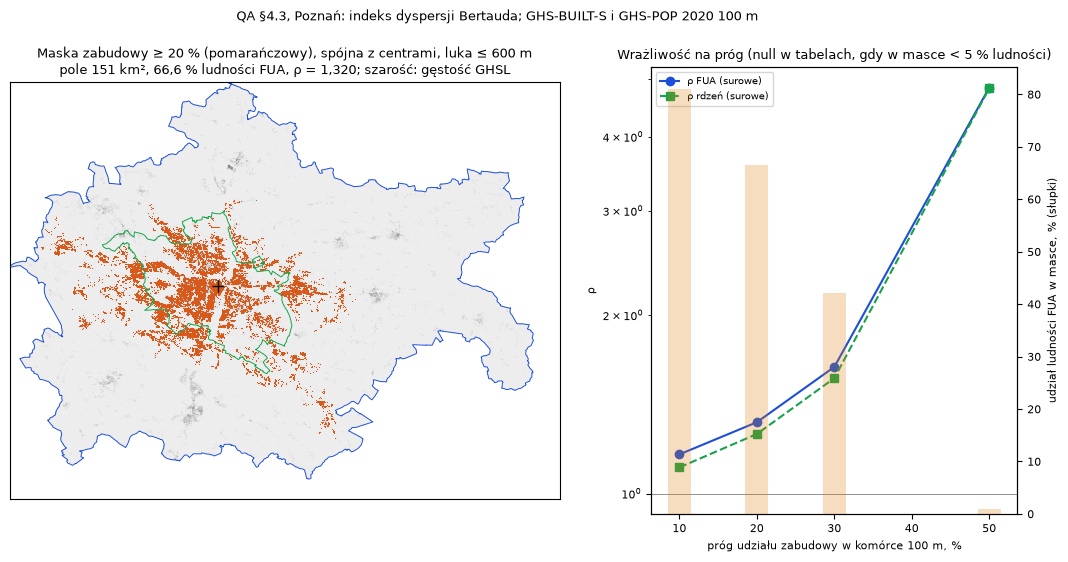 QA §4.3, Poznań: indeks dyspersji Bertauda; GHS-BUILT-S i GHS-POP 2020 100 m
Maska zabudowy ≥ 20 % (pomarańczowy), spójna z centrami, luka ≤ 600 m
pole 151 km², 66,6 % ludności FUA, ρ = 1,320; szarość: gęstość GHSL
Wrażliwość na próg (null w tabelach, gdy w masce < 5 % ludności)
ρ FUA (surowe)
ρ rdzeń (surowe)
4 × 10⁰
3 × 10⁰
2 × 10⁰
10⁰
ρ
80
70
60
50
40
30
20
10
0
udział ludności FUA w masce, % (słupki)
10 20 30 40 50
próg udziału zabudowy w komórce 100 m, %